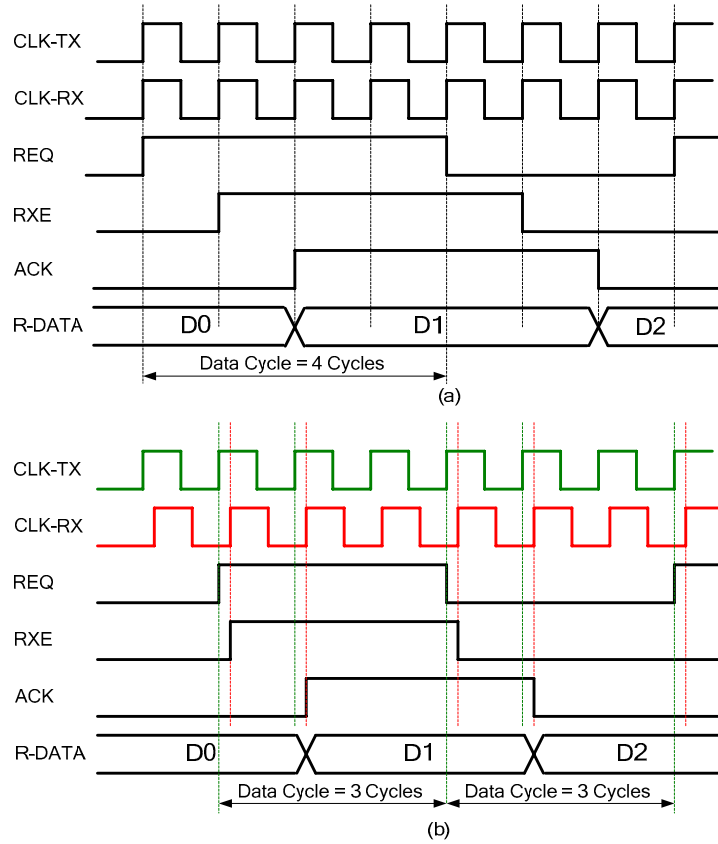 CLK-TX
CLK-RX
REQ
RXE
ACK
R-DATA
D0
D1
D2
Data Cycle = 4 Cycles
(a)
CLK-TX
CLK-RX
REQ
RXE
ACK
R-DATA
D0
D1
D2
Data Cycle = 3 Cycles
Data Cycle = 3 Cycles
(b)